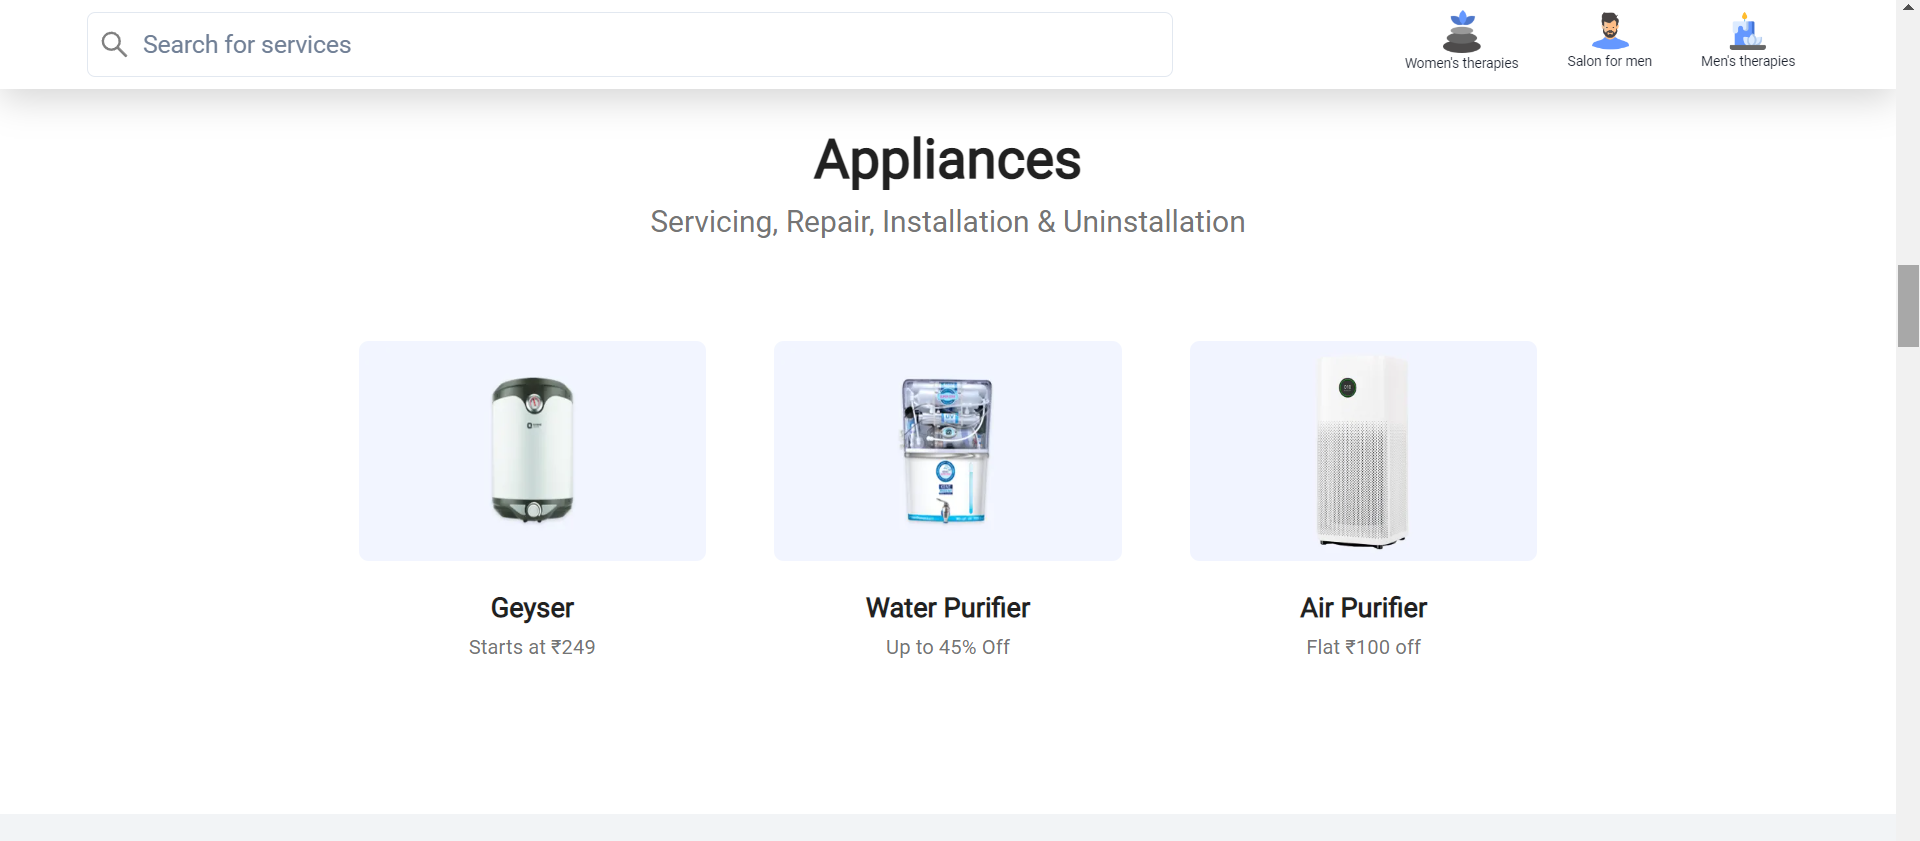 Search for services
Women's therapies
Salon for men
Men's therapies
Appliances
Servicing, Repair, Installation & Uninstallation
Geyser
Water Purifier
Air Purifier
Starts at ₹249
Up to 45% Off
Flat ₹100 off